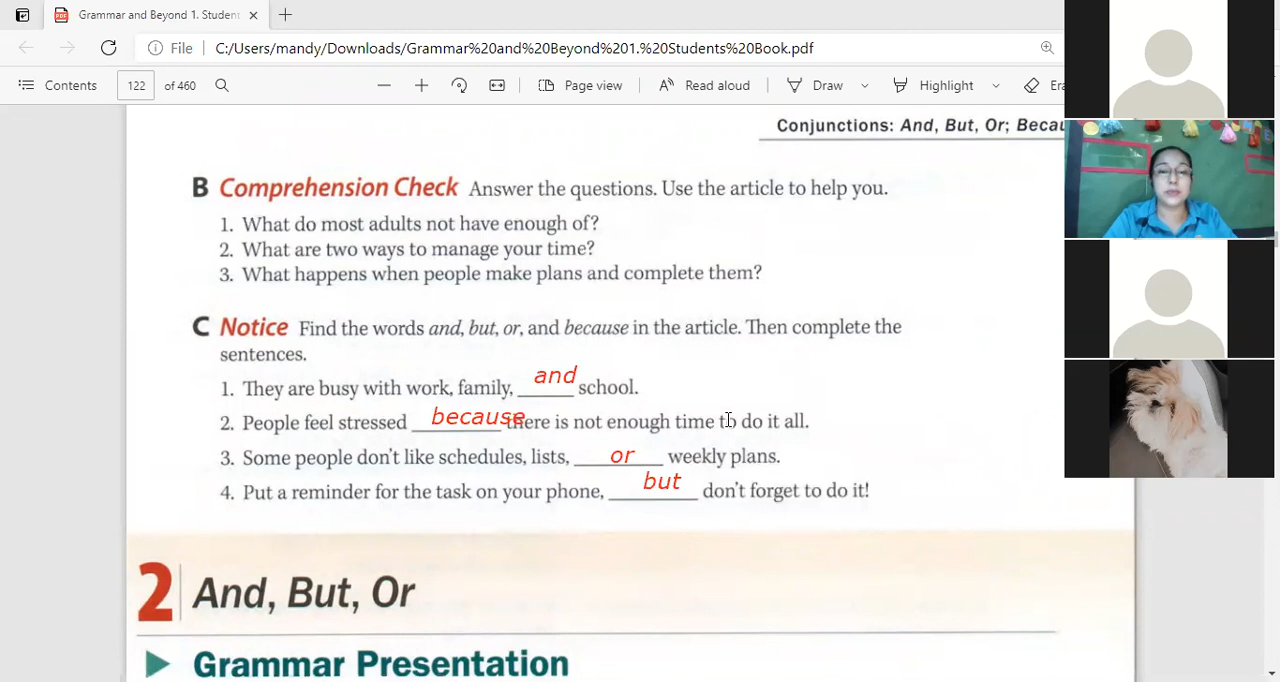 Grammar and Beyond 1. Student
File C:/Users/mandy/Downloads/Grammar%20and%20Beyond%201.%20Students%20Book.pdf
Contents 122 of 460 Page view Read aloud Draw Highlight Era
Conjunctions: And, But, Or; Becau
B Comprehension Check Answer the questions. Use the article to help you.
1. What do most adults not have enough of?
2. What are two ways to manage your time?
3. What happens when people make plans and complete them?
C Notice Find the words and, but, or, and because in the article. Then complete the
sentences.
1. They are busy with work, family, and school.
2. People feel stressed because there is not enough time to do it all.
3. Some people don't like schedules, lists, or weekly plans.
4. Put a reminder for the task on your phone, but don't forget to do it!
2 And, But, Or
Grammar Presentation